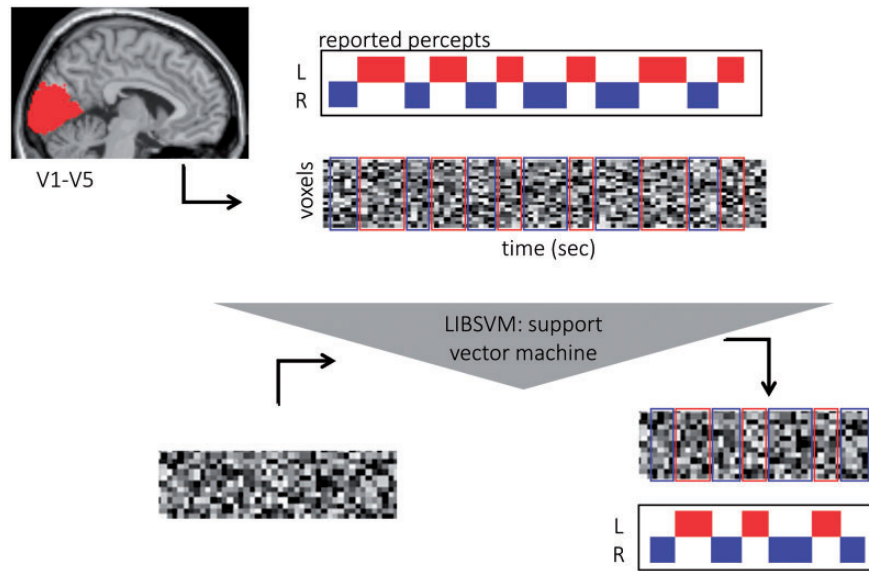 reported percepts
L
R
V1-V5
voxels
time (sec)
LIBSVM: support
vector machine
L
R